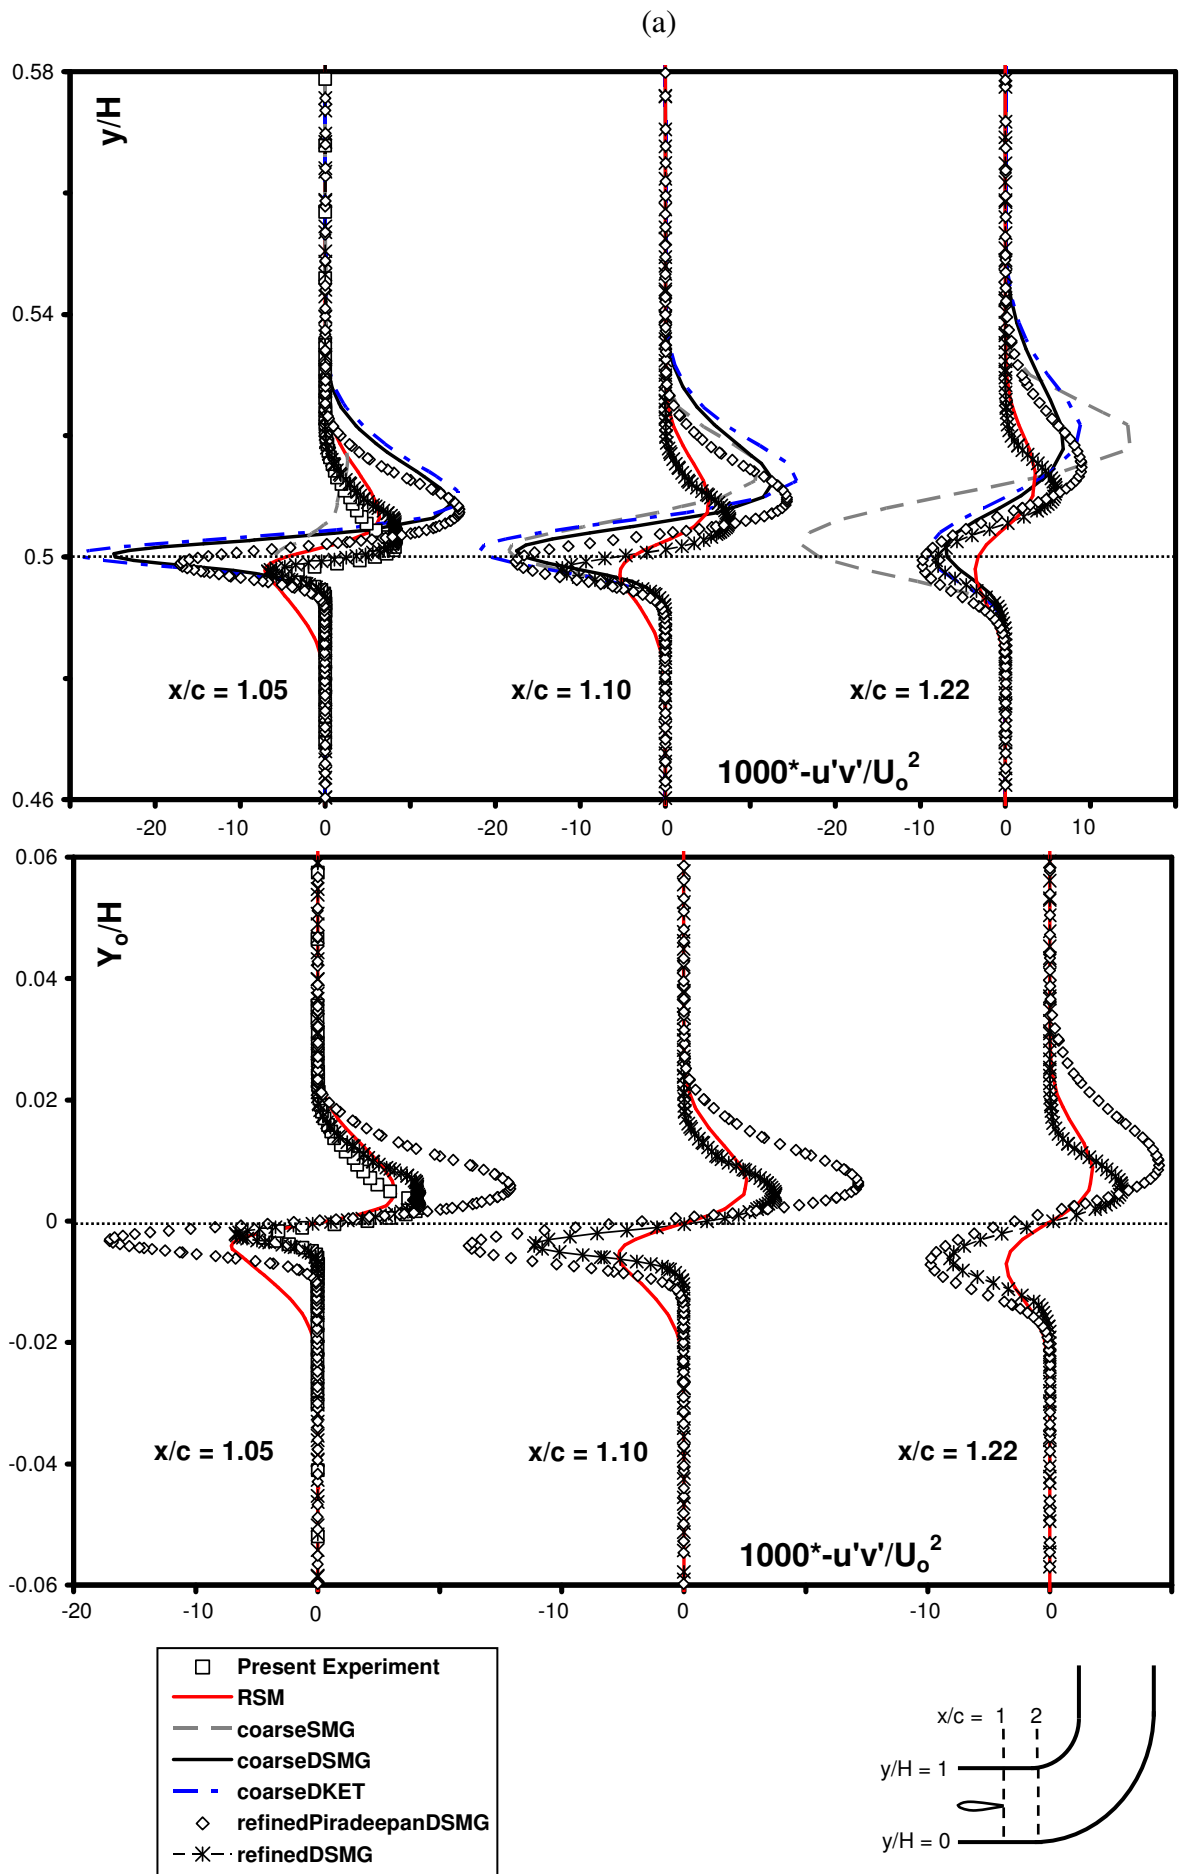 (a)
0.58
y/H
0.54
0.5
x/c = 1.05 x/c = 1.10 x/c = 1.22
1000*-u'v'/Uo²
0.46
-20 -10 0 -20 -10 0 -20 -10 0 10
0.06
Yo/H
0.04
0.02
0
-0.02
-0.04
x/c = 1.05 x/c = 1.10 x/c = 1.22
1000*-u'v'/Uo²
-0.06
-20 -10 0 -10 0 -10 0
Present Experiment
RSM
coarseSMG
coarseDSMG
coarseDKET
refinedPiradeepanDSMG
refinedDSMG
x/c = 1 2
y/H = 1
y/H = 0